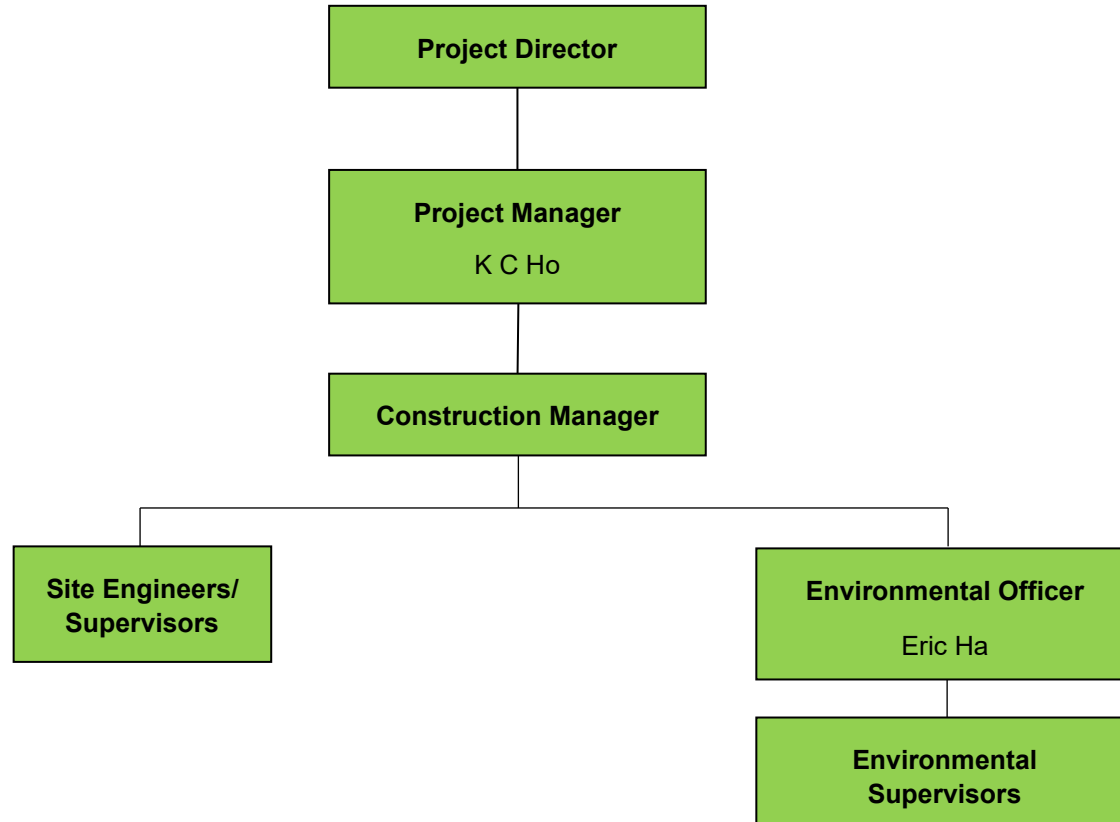 Project Director
Project Manager
K C Ho
Construction Manager
Site Engineers/
Supervisors
Environmental Officer
Eric Ha
Environmental
Supervisors